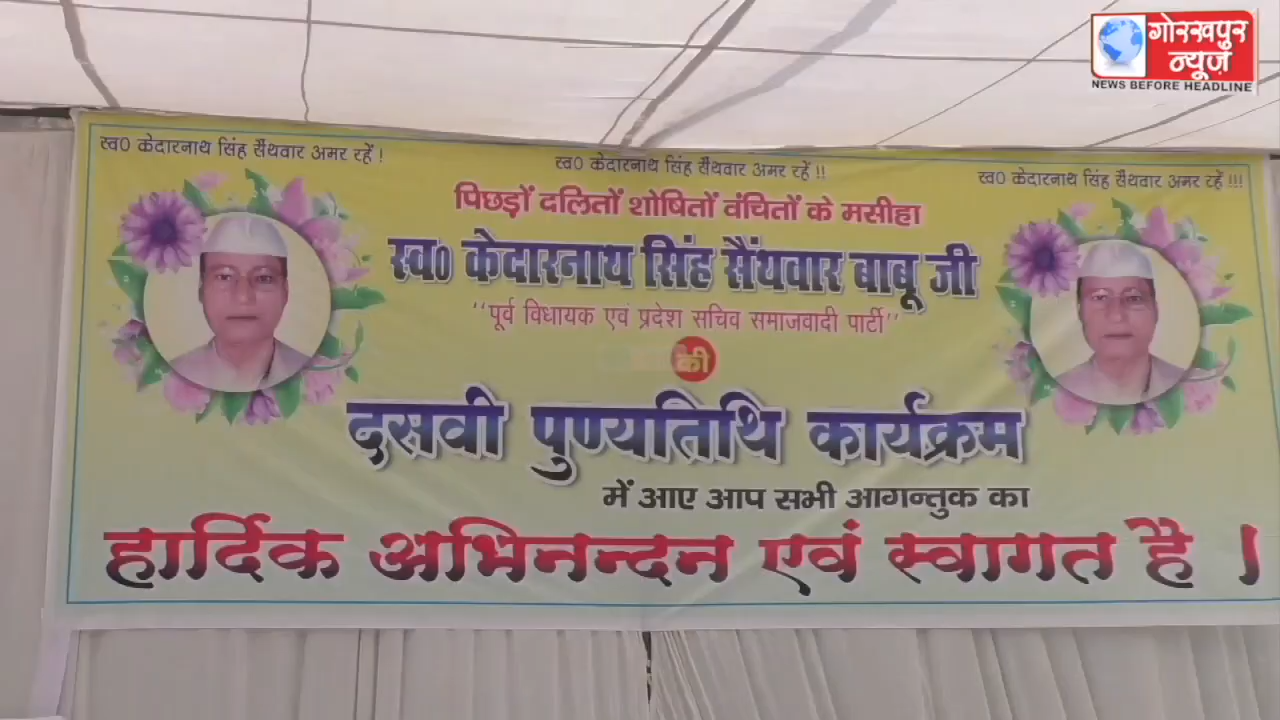 गोरखपुर
न्यूज़
NEWS BEFORE HEADLINE
स्व0 केदारनाथ सिंह सैंथवार अमर रहें !
स्व0 केदारनाथ सिंह सैंथवार अमर रहें !!
स्व0 केदारनाथ सिंह सैंथवार अमर रहें !!!
पिछड़ों दलितों शोषितों वंचितों के मसीहा
स्व0 केदारनाथ सिंह सैंथवार बाबू जी
“पूर्व विधायक एवं प्रदेश सचिव समाजवादी पार्टी”
की
दसवी पुण्यतिथि कार्यक्रम
में आए आप सभी आगन्तुक का
हार्दिक अभिनन्दन एवं स्वागत है ।